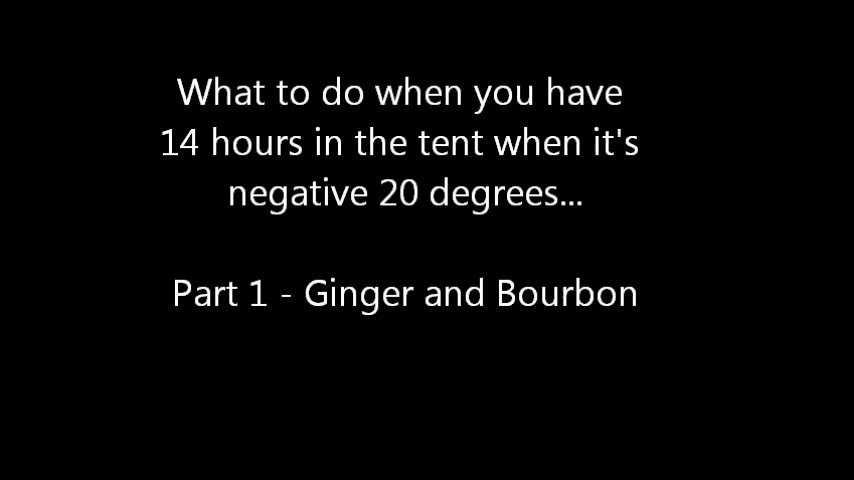 What to do when you have
14 hours in the tent when it's
negative 20 degrees...
Part 1 - Ginger and Bourbon